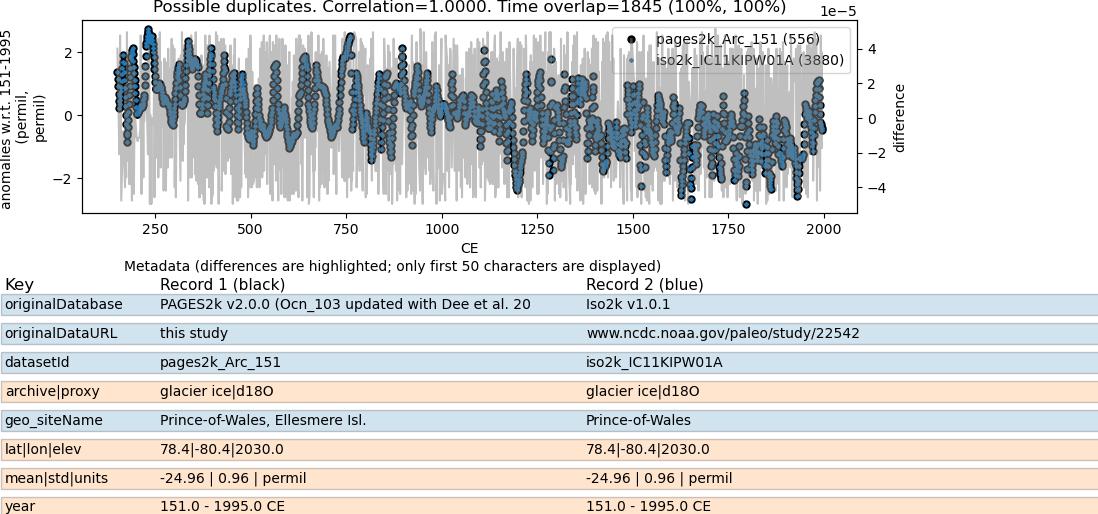 Possible duplicates. Correlation=1.0000. Time overlap=1845 (100%, 100%)
1e−5
anomalies w.r.t. 151-1995
(permil,
permil)
2
0
−2
pages2k_Arc_151 (556)
iso2k_IC11KIPW01A (3880)
4
2
0
−2
−4
difference
250 500 750 1000 1250 1500 1750 2000
CE
Metadata (differences are highlighted; only first 50 characters are displayed)
Key Record 1 (black) Record 2 (blue)
originalDatabase PAGES2k v2.0.0 (Ocn_103 updated with Dee et al. 20 Iso2k v1.0.1
originalDataURL this study www.ncdc.noaa.gov/paleo/study/22542
datasetId pages2k_Arc_151 iso2k_IC11KIPW01A
archive|proxy glacier ice|d18O glacier ice|d18O
geo_siteName Prince-of-Wales, Ellesmere Isl. Prince-of-Wales
lat|lon|elev 78.4|-80.4|2030.0 78.4|-80.4|2030.0
mean|std|units -24.96 | 0.96 | permil -24.96 | 0.96 | permil
year 151.0 - 1995.0 CE 151.0 - 1995.0 CE